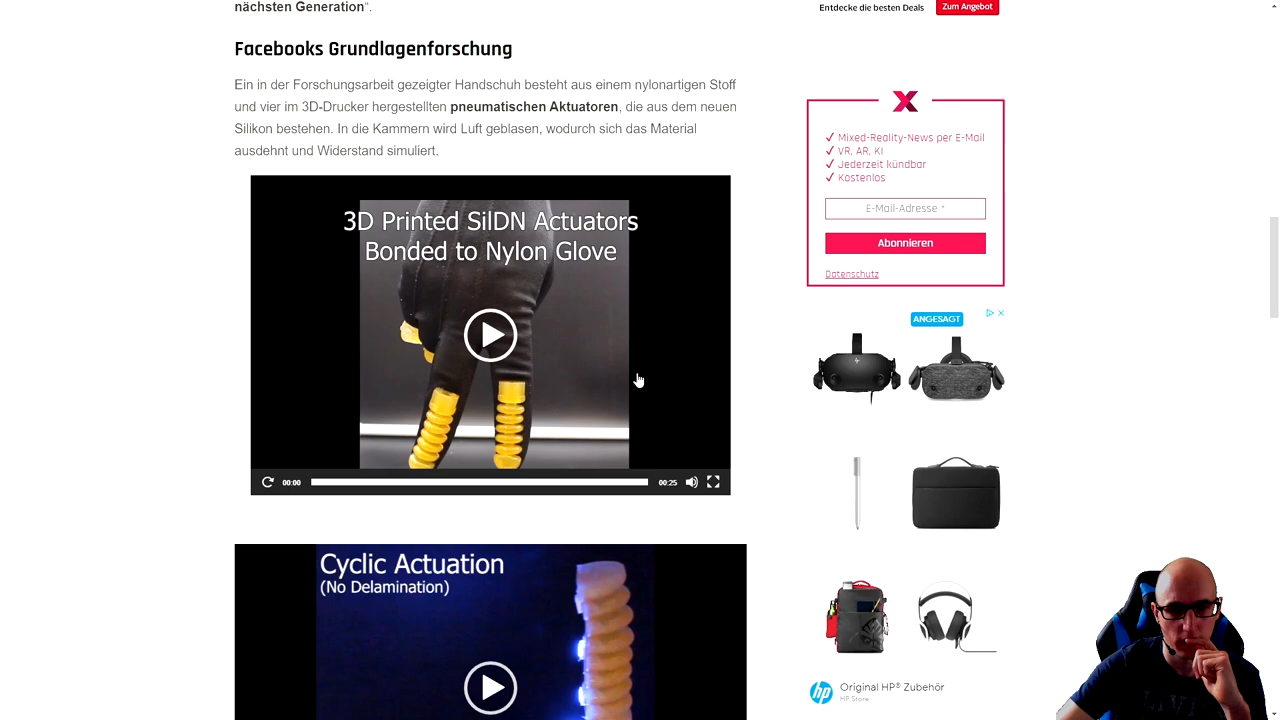 nächsten Generation“.
Facebooks Grundlagenforschung
Ein in der Forschungsarbeit gezeigter Handschuh besteht aus einem nylonartigen Stoff
und vier im 3D-Drucker hergestellten pneumatischen Aktuatoren, die aus dem neuen
Silikon bestehen. In die Kammern wird Luft geblasen, wodurch sich das Material
ausdehnt und Widerstand simuliert.
3D Printed SilDN Actuators
Bonded to Nylon Glove
00:00
00:25
Cyclic Actuation
(No Delamination)
Entdecke die besten Deals
Zum Angebot
Mixed-Reality-News per E-Mail
VR, AR, KI
Jederzeit kündbar
Kostenlos
E-Mail-Adresse *
Abonnieren
Datenschutz
ANGESAGT
hp
Original HP® Zubehör
HP Store